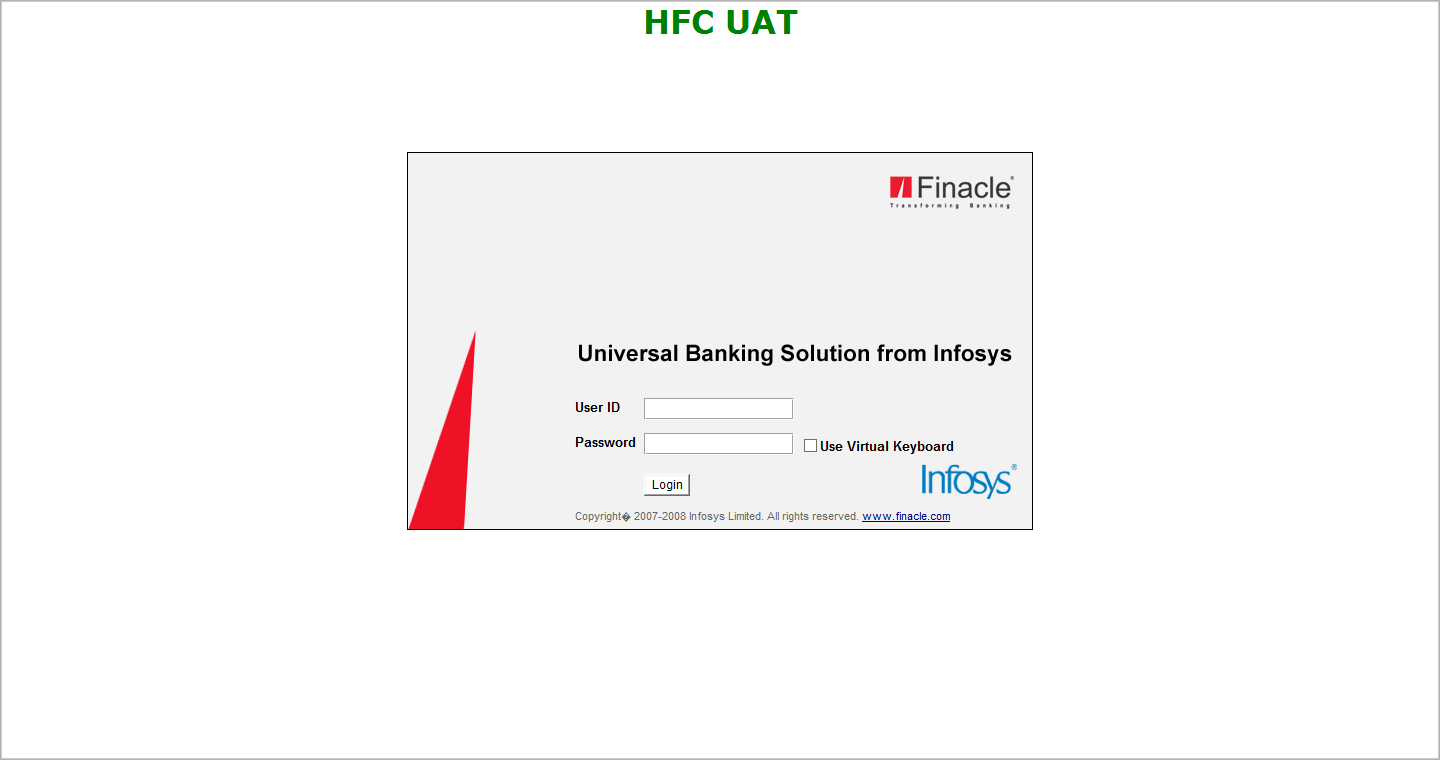 HFC UAT
Finacle®
Transforming Banking
Universal Banking Solution from Infosys
User ID
Password
Use Virtual Keyboard
Infosys®
Login
Copyright� 2007-2008 Infosys Limited. All rights reserved. www.finacle.com